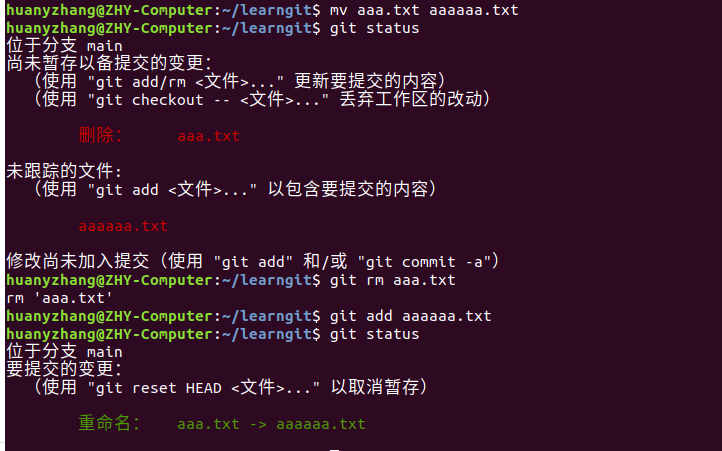 huanyzhang@ZHY-Computer:~/learngit$ mv aaa.txt aaaaaa.txt
huanyzhang@ZHY-Computer:~/learngit$ git status
位于分支 main
尚未暂存以备提交的变更：
（使用 "git add/rm <文件>..." 更新要提交的内容）
（使用 "git checkout -- <文件>..." 丢弃工作区的改动）
删除： aaa.txt
未跟踪的文件:
（使用 "git add <文件>..." 以包含要提交的内容）
aaaaaa.txt
修改尚未加入提交（使用 "git add" 和/或 "git commit -a"）
huanyzhang@ZHY-Computer:~/learngit$ git rm aaa.txt
rm 'aaa.txt'
huanyzhang@ZHY-Computer:~/learngit$ git add aaaaaa.txt
huanyzhang@ZHY-Computer:~/learngit$ git status
位于分支 main
要提交的变更：
（使用 "git reset HEAD <文件>..." 以取消暂存）
重命名： aaa.txt -> aaaaaa.txt